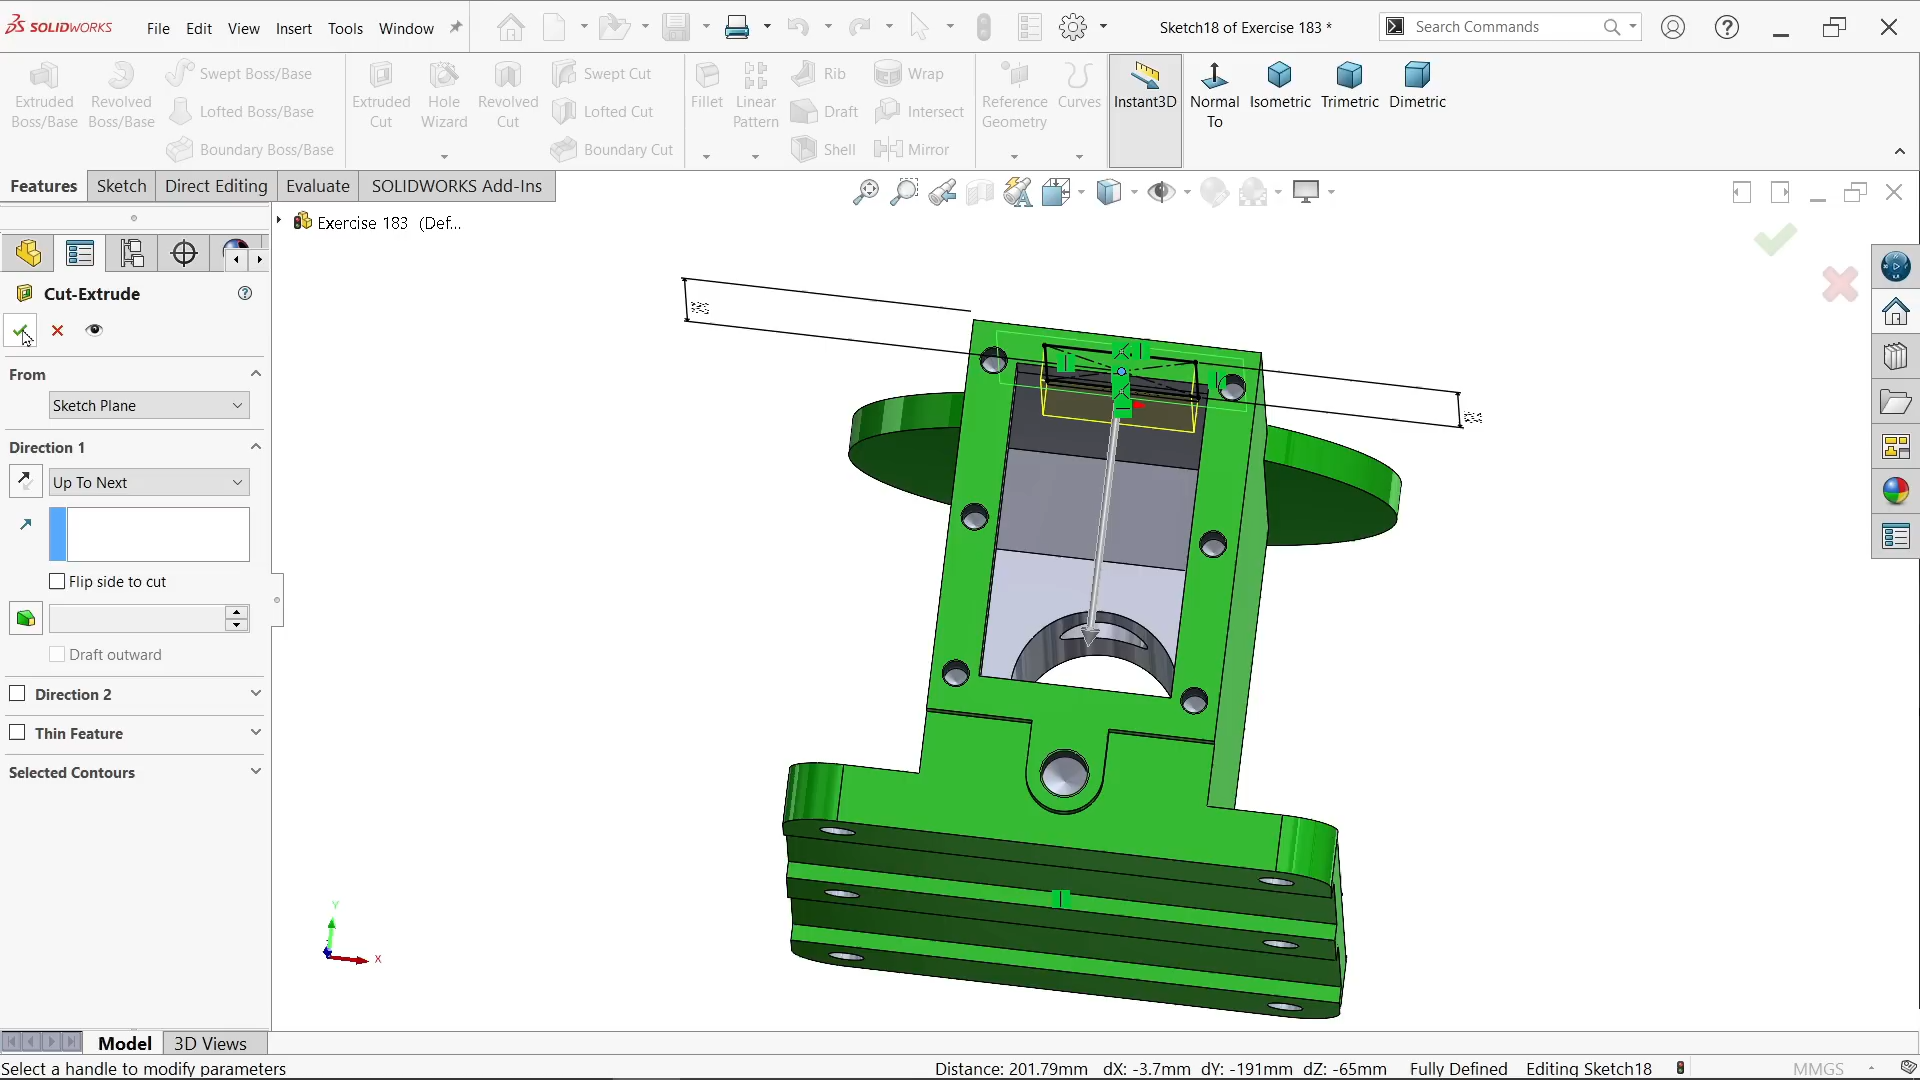 SOLIDWORKS
File
Edit
View
Insert
Tools
Window
Sketch18 of Exercise 183 *
Search Commands
Extruded Boss/Base
Revolved Boss/Base
Swept Boss/Base
Lofted Boss/Base
Boundary Boss/Base
Extruded Cut
Hole Wizard
Revolved Cut
Swept Cut
Lofted Cut
Boundary Cut
Fillet
Linear Pattern
Rib
Draft
Shell
Wrap
Intersect
Mirror
Reference Geometry
Curves
Instant3D
Normal To
Isometric
Trimetric
Dimetric
Features
Sketch
Direct Editing
Evaluate
SOLIDWORKS Add-Ins
Exercise 183 (Def...
Cut-Extrude
From
Sketch Plane
Direction 1
Up To Next
Flip side to cut
Draft outward
Direction 2
Thin Feature
Selected Contours
Y
X
Model
3D Views
Select a handle to modify parameters
Distance: 201.79mm dX: -3.7mm dY: -191mm dZ: -65mm
Fully Defined
Editing Sketch18
MMGS